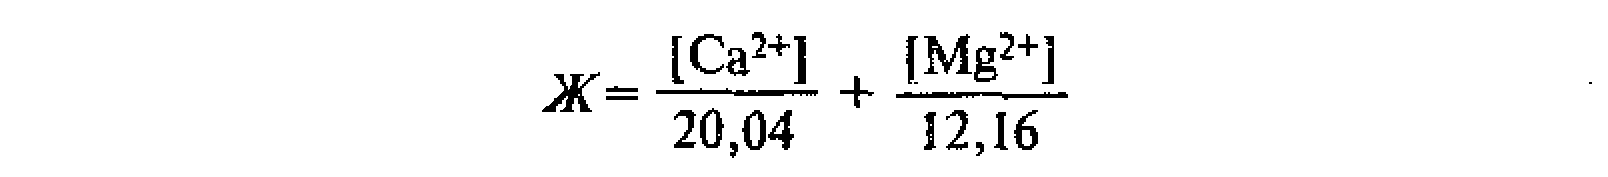 Ж = [Ca²⁺] / 20,04 + [Mg²⁺] / 12,16